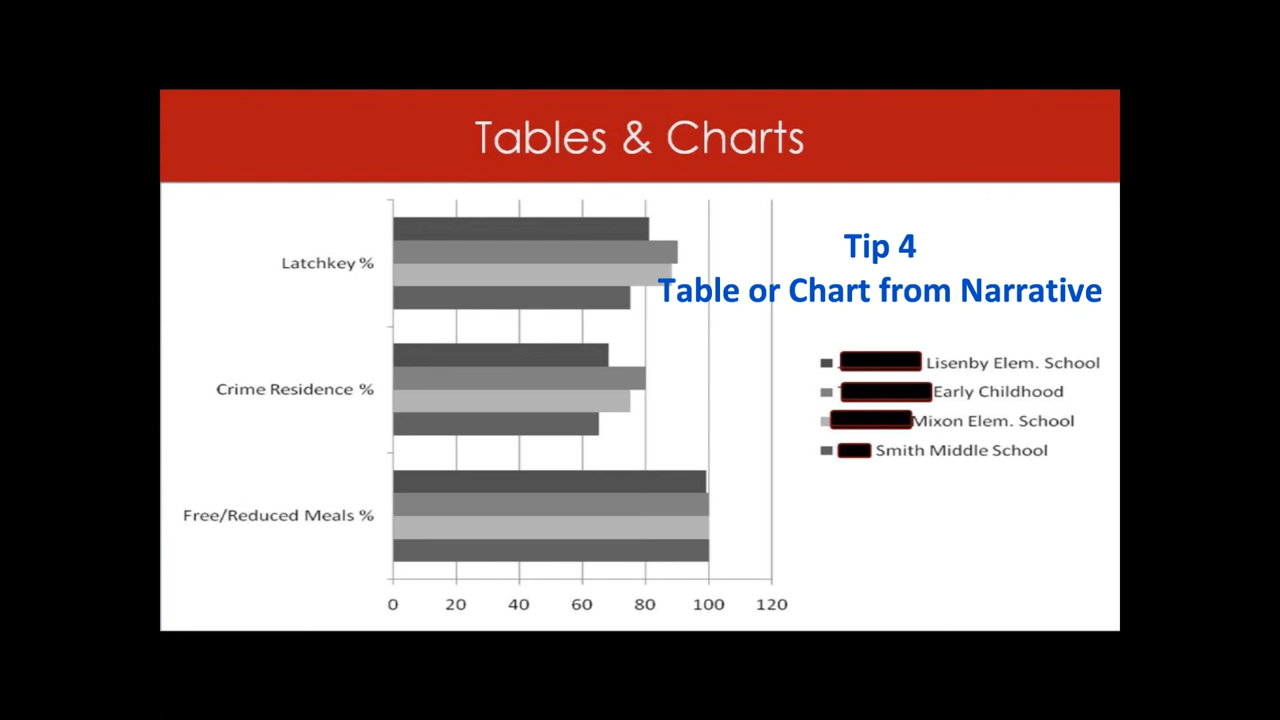 Tables & Charts
Tip 4
Table or Chart from Narrative
Latchkey %
Crime Residence %
Free/Reduced Meals %
0 20 40 60 80 100 120
Lisenby Elem. School
Early Childhood
Mixon Elem. School
Smith Middle School